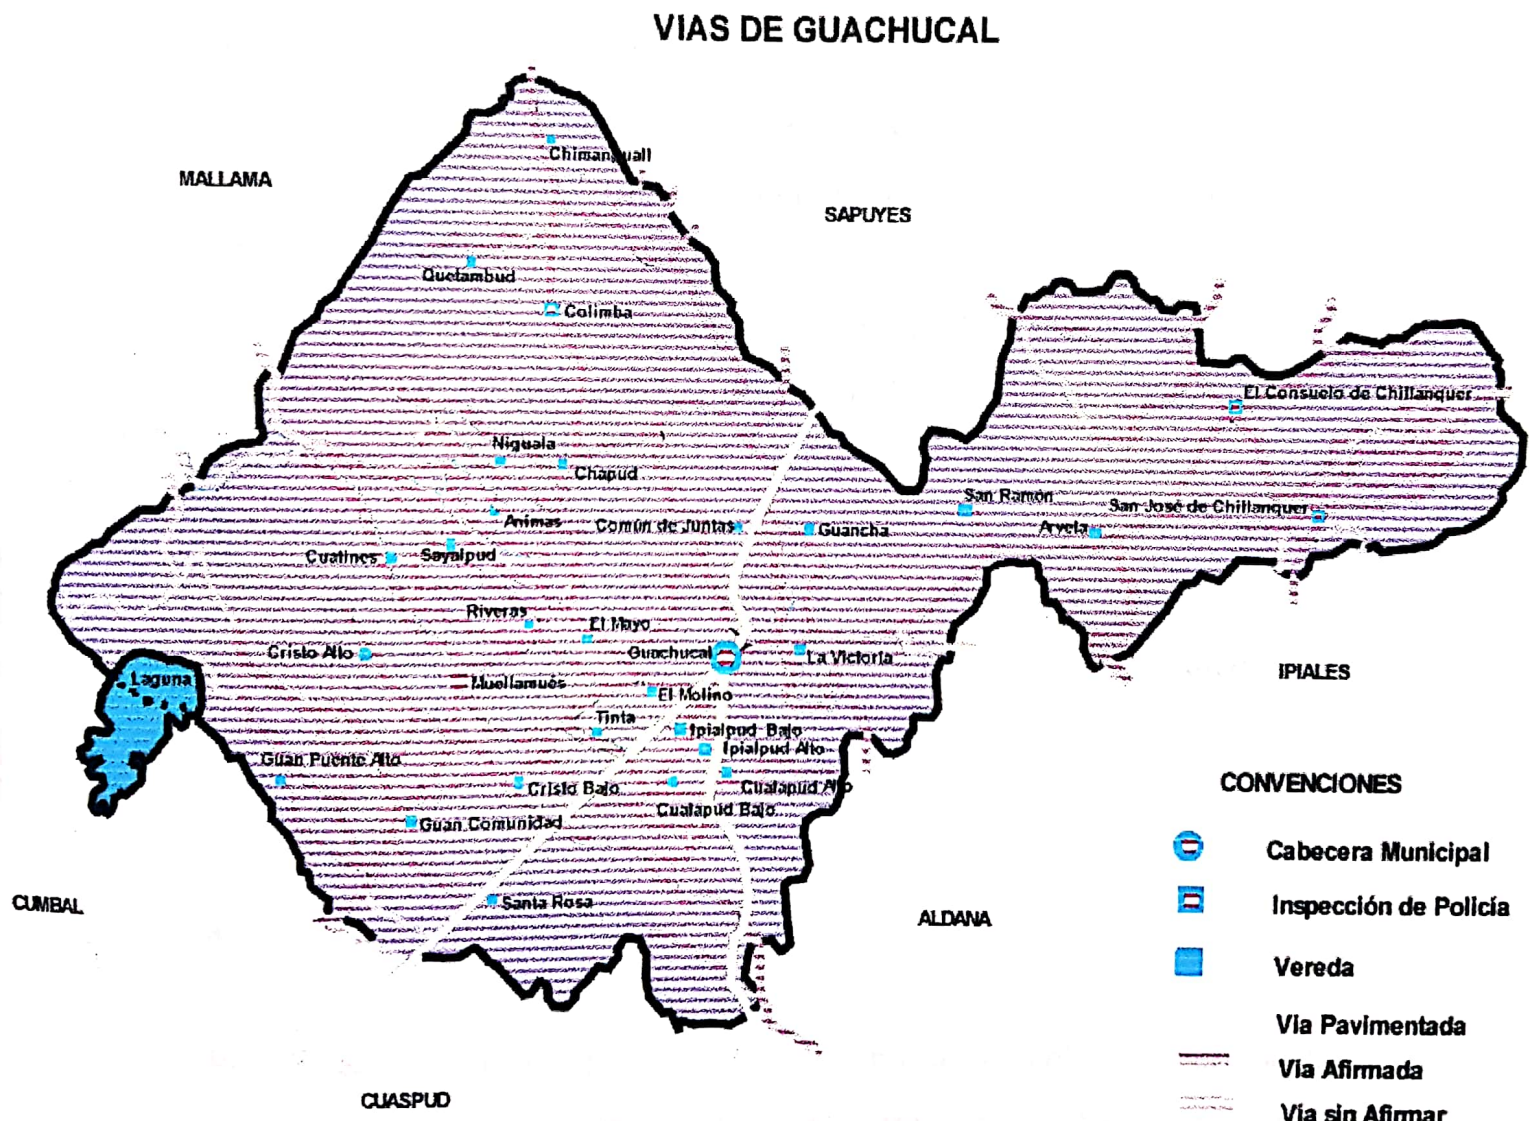 VIAS DE GUACHUCAL
MALLAMA
SAPUYES
Quetambud
Colimba
El Consuelo de Chillanquer
Niguala
Chapud
San Ramón
San José de Chillanquer
Animas
Común de Juntas
Guancha
Arvela
Cuatines
Sayalpud
Riveras
El Mayo
Cristo Alto
Guachucal
La Victoria
IPIALES
Laguna
Muellamués
El Molino
Tinta
Ipialpud Bajo
Ipialpud Alto
Guan Puente Alto
Cristo Bajo
Cualapud Alto
Cualapud Bajo
Guan Comunidad
CUMBAL
Santa Rosa
ALDANA
CUASPUD
CONVENCIONES
Cabecera Municipal
Inspección de Policía
Vereda
Via Pavimentada
Via Afirmada
Via sin Afirmar